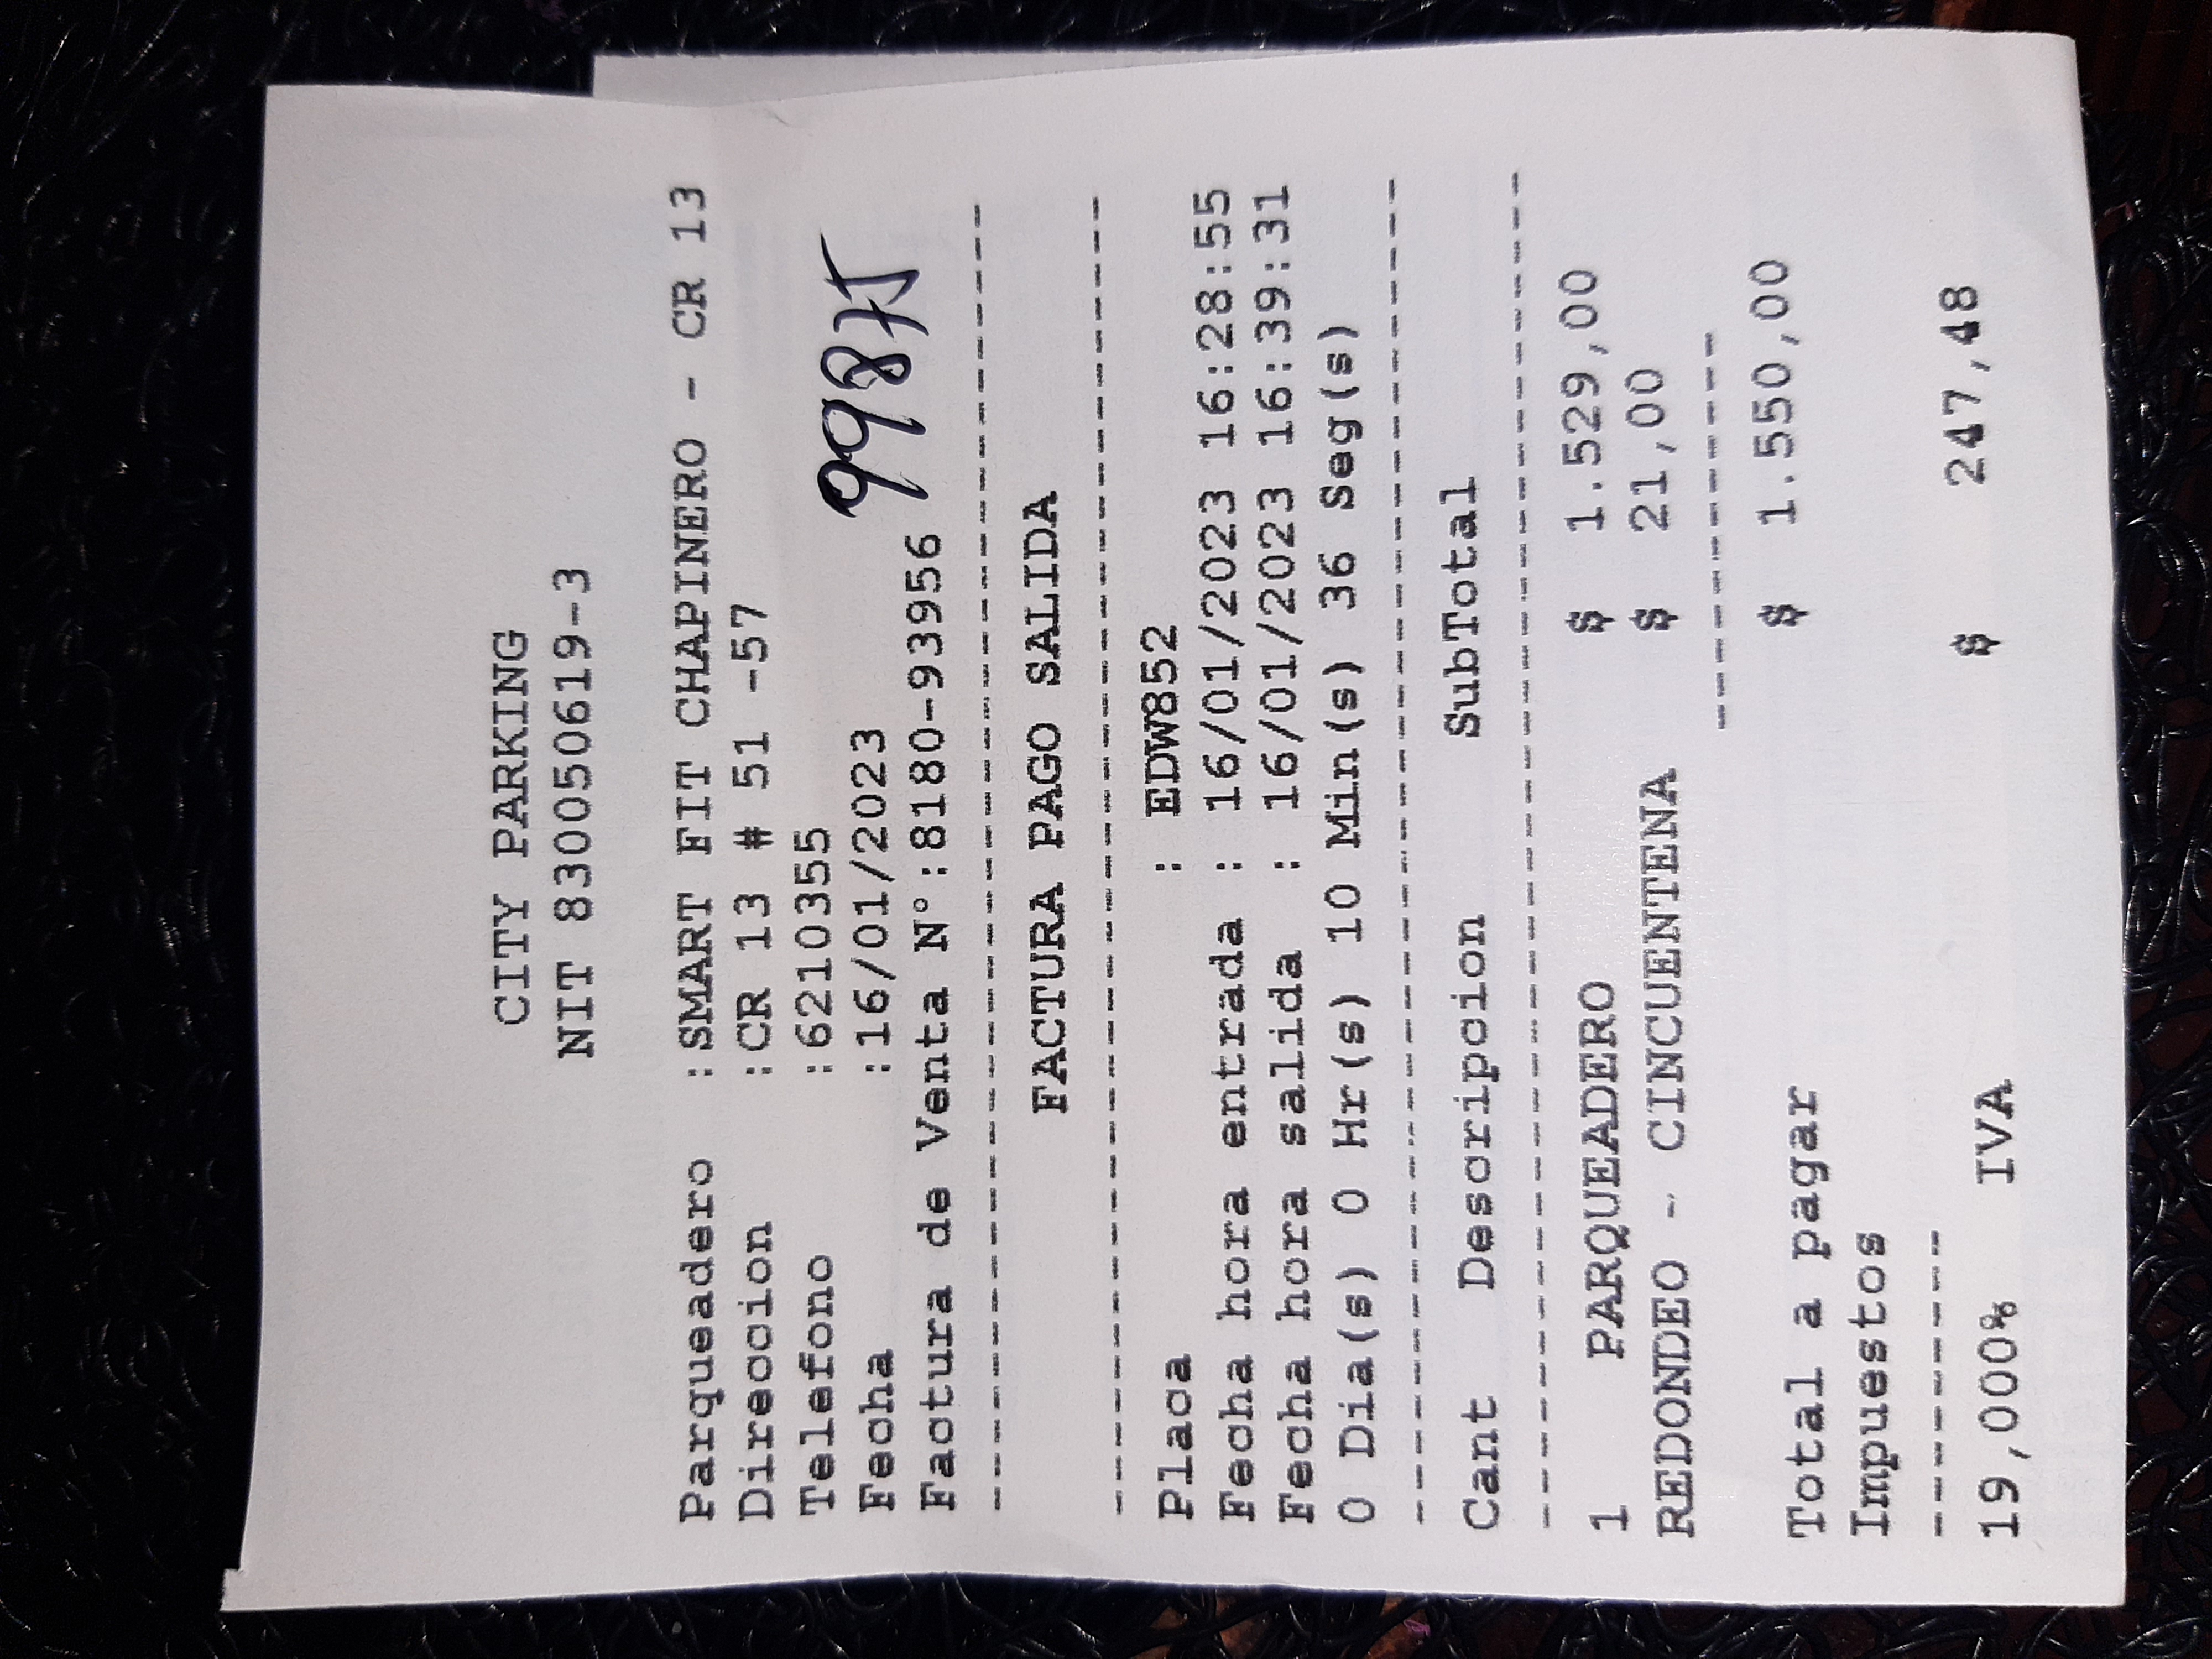 CITY PARKING
NIT 830050619-3
Parqueadero :SMART FIT CHAPINERO - CR 13
Direccion :CR 13 # 51 -57
Telefono :6210355
Fecha :16/01/2023
99875
Factura de Venta N°:8180-93956
--------------------------------
FACTURA PAGO SALIDA
--------------------------------
Placa : EDW852
Fecha hora entrada : 16/01/2023 16:28:55
Fecha hora salida : 16/01/2023 16:39:31
0 Dia(s) 0 Hr(s) 10 Min(s) 36 Seg(s)
--------------------------------
Cant Descripcion SubTotal
--------------------------------
1 PARQUEADERO $ 1.529,00
REDONDEO - CINCUENTENA $ 21,00
----------
Total a pagar $ 1.550,00
Impuestos
---------
19,000% IVA $ 247,48